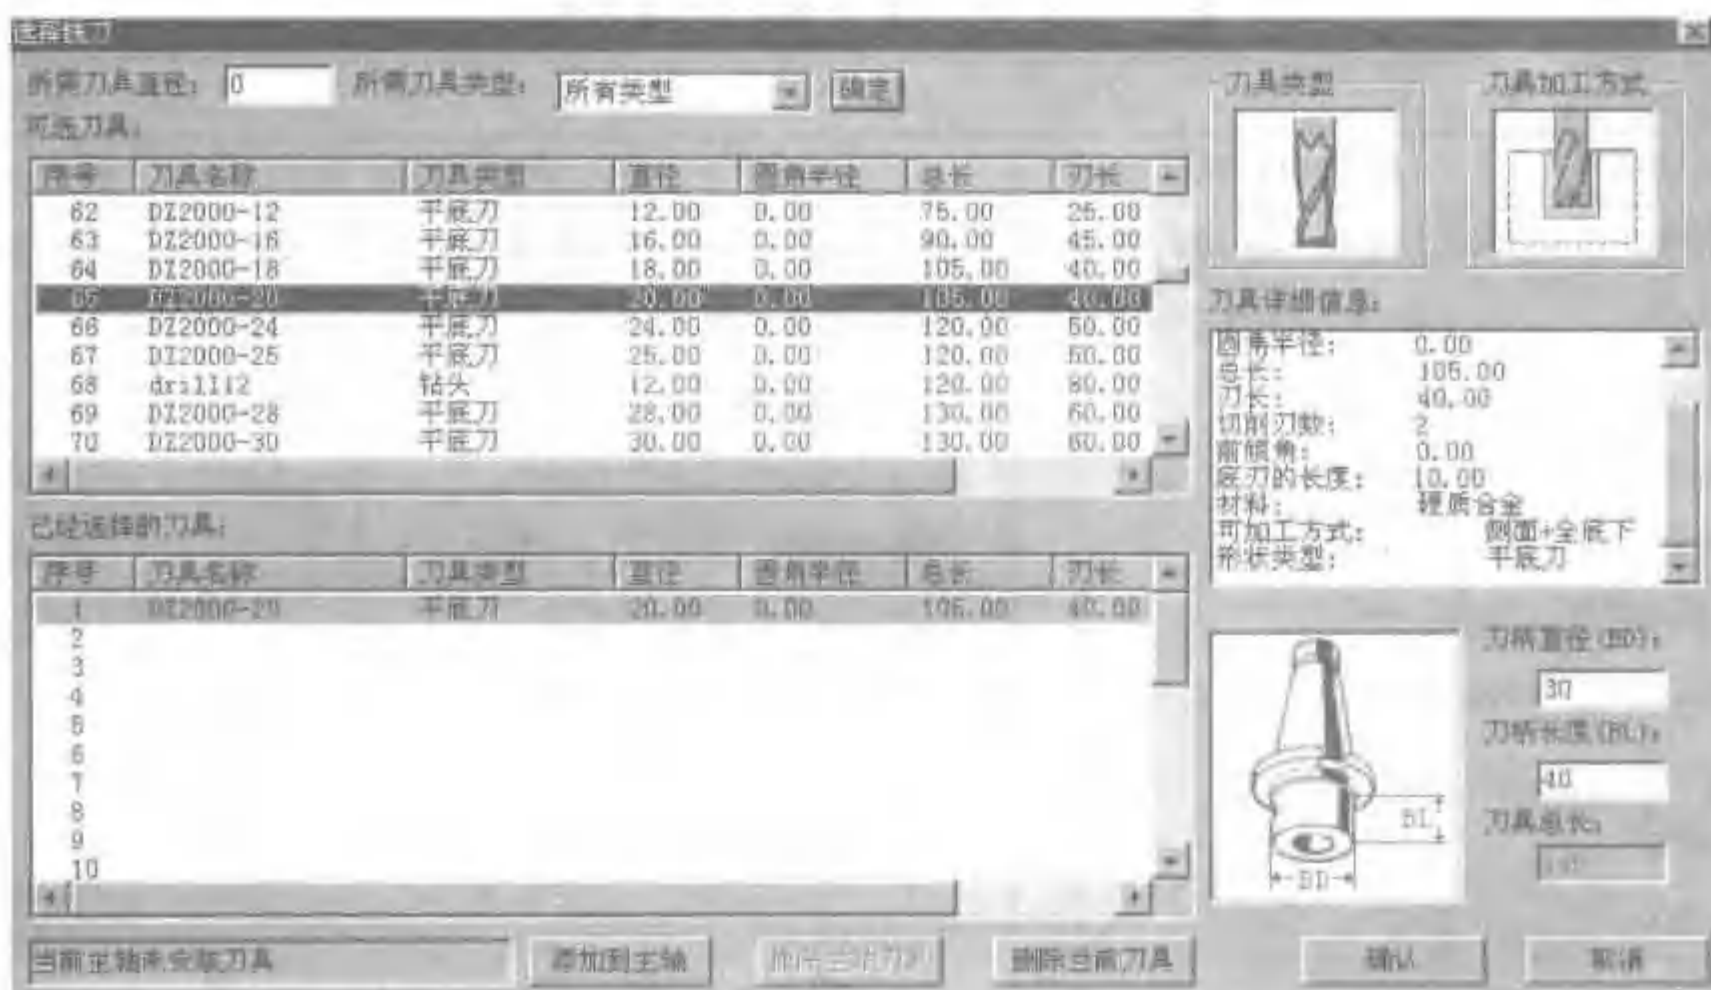 选择铣刀
所需刀具直径： 0 所需刀具类型： 所有类型 确定
可选刀具：
序号 刀具名称 刀具类型 直径 圆角半径 总长 刃长
62 DZ2000-12 平底刀 12.00 0.00 75.00 26.00
63 DZ2000-16 平底刀 16.00 0.00 90.00 45.00
64 DZ2000-18 平底刀 18.00 0.00 105.00 40.00
65 DZ2000-20 平底刀 20.00 0.00 105.00 40.00
66 DZ2000-24 平底刀 24.00 0.00 120.00 50.00
67 DZ2000-25 平底刀 25.00 0.00 120.00 50.00
68 drill12 钻头 12.00 0.00 120.00 80.00
69 DZ2000-28 平底刀 28.00 0.00 130.00 60.00
70 DZ2000-30 平底刀 30.00 0.00 130.00 60.00
已经选择的刀具：
序号 刀具名称 刀具类型 直径 圆角半径 总长 刃长
1 DZ2000-20 平底刀 20.00 0.00 105.00 40.00
2
3
4
5
6
7
8
9
10
当前主轴未安装刀具 添加到主轴 删除当前刀具 确认 取消
刀具类型 刀具加工方式
刀具详细信息：
圆角半径： 0.00
总长： 105.00
刃长： 40.00
切削刃数： 2
前倾角： 0.00
底刃的长度： 10.00
材料： 硬质合金
可加工方式： 侧面+全底下
形状类型： 平底刀
BL
BD
刀柄直径(BD)：
30
刀柄长度(BL)：
40
刀具总长：